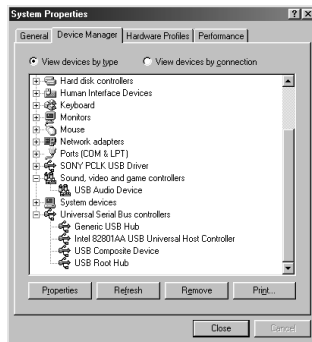 System Properties
General Device Manager Hardware Profiles Performance
View devices by type View devices by connection
Hard disk controllers
Human Interface Devices
Keyboard
Monitors
Mouse
Network adapters
Ports (COM & LPT)
SONY PCLK USB Driver
Sound, video and game controllers
USB Audio Device
System devices
Universal Serial Bus controllers
Generic USB Hub
Intel 82801AA USB Universal Host Controller
USB Composite Device
USB Root Hub
Properties Refresh Remove Print...
Close Cancel